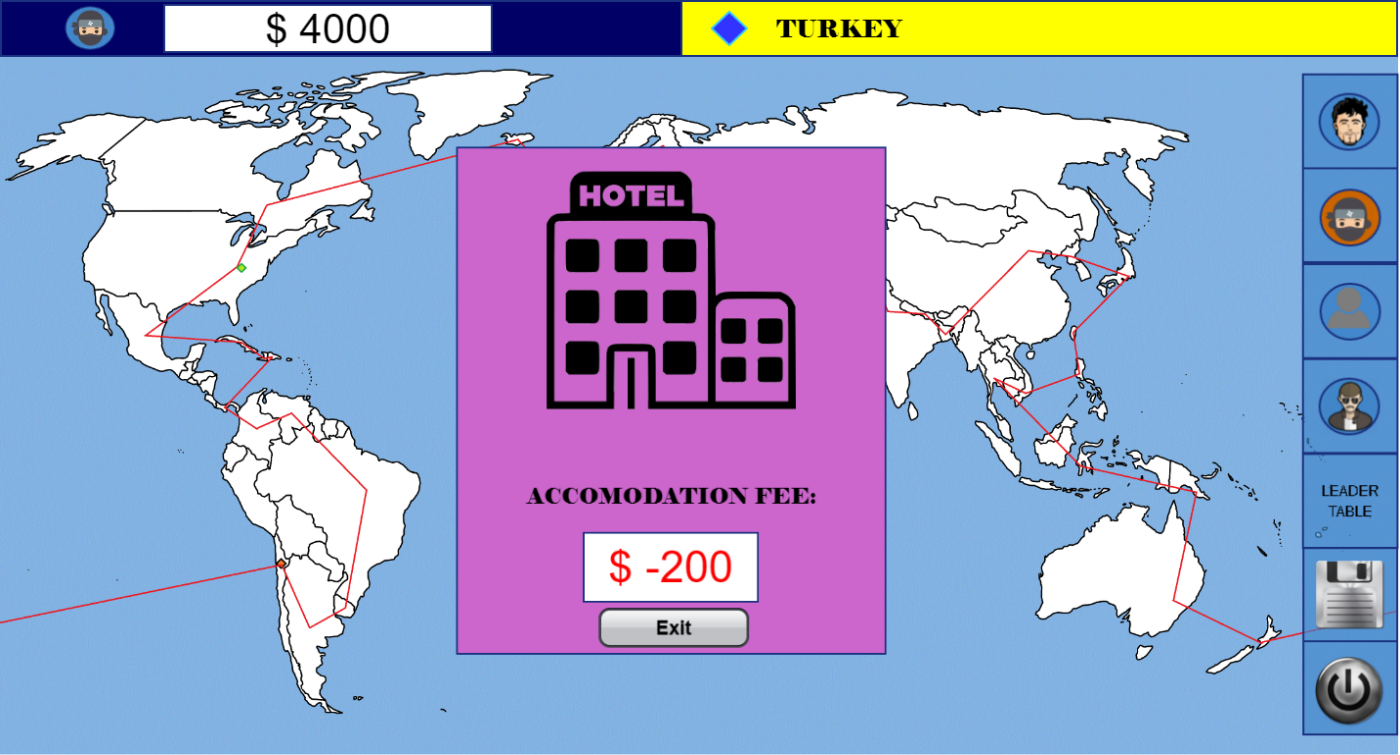 $ 4000
TURKEY
HOTEL
ACCOMODATION FEE:
$ -200
Exit
LEADER
TABLE